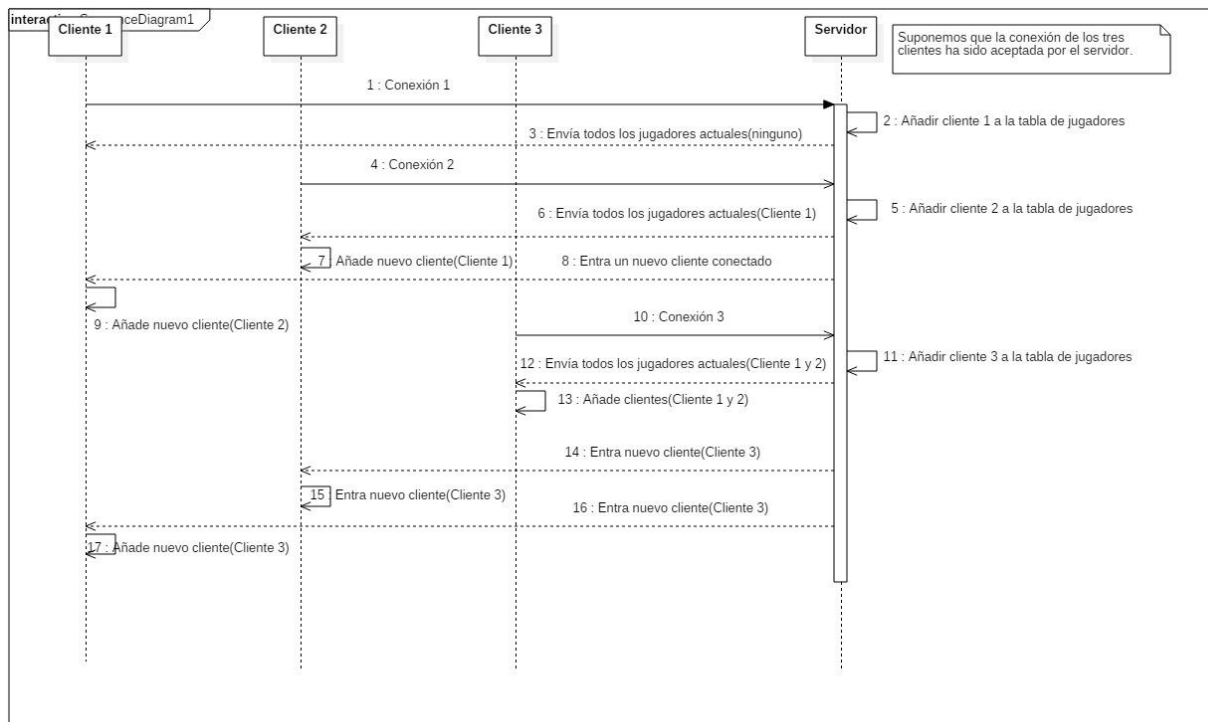 Cliente 1
Cliente 2
Cliente 3
Servidor
Suponemos que la conexión de los tres
clientes ha sido aceptada por el servidor.
1 : Conexión 1
2 : Añadir cliente 1 a la tabla de jugadores
3 : Envía todos los jugadores actuales(ninguno)
4 : Conexión 2
5 : Añadir cliente 2 a la tabla de jugadores
6 : Envía todos los jugadores actuales(Cliente 1)
7 : Añade nuevo cliente(Cliente 1)
8 : Entra un nuevo cliente conectado
9 : Añade nuevo cliente(Cliente 2)
10 : Conexión 3
11 : Añadir cliente 3 a la tabla de jugadores
12 : Envía todos los jugadores actuales(Cliente 1 y 2)
13 : Añade clientes(Cliente 1 y 2)
14 : Entra nuevo cliente(Cliente 3)
15 : Entra nuevo cliente(Cliente 3)
16 : Entra nuevo cliente(Cliente 3)
17 : Añade nuevo cliente(Cliente 3)